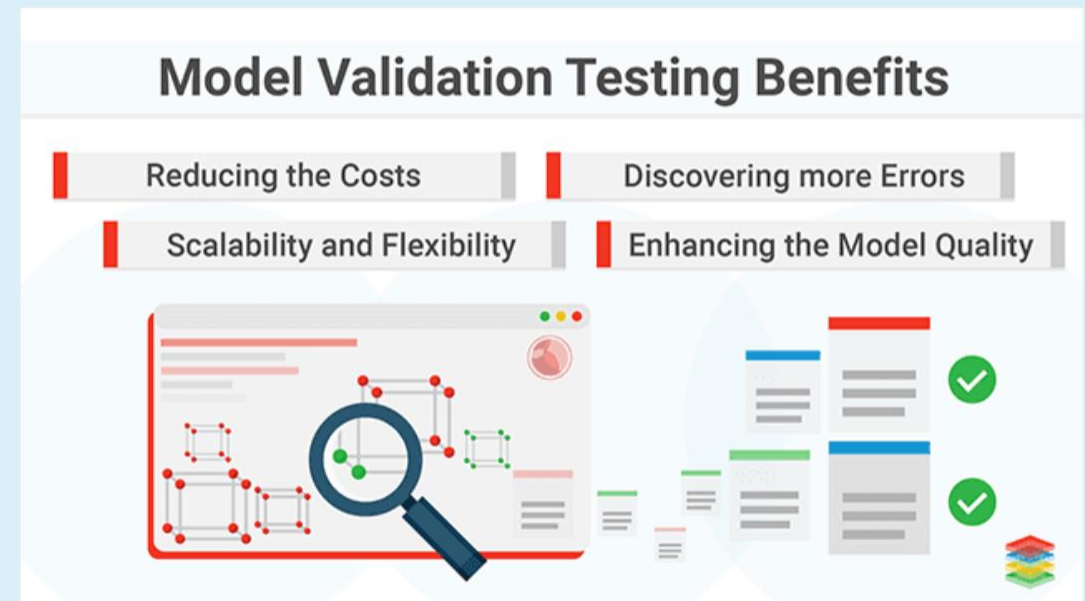 Model Validation Testing Benefits
Reducing the Costs
Discovering more Errors
Scalability and Flexibility
Enhancing the Model Quality